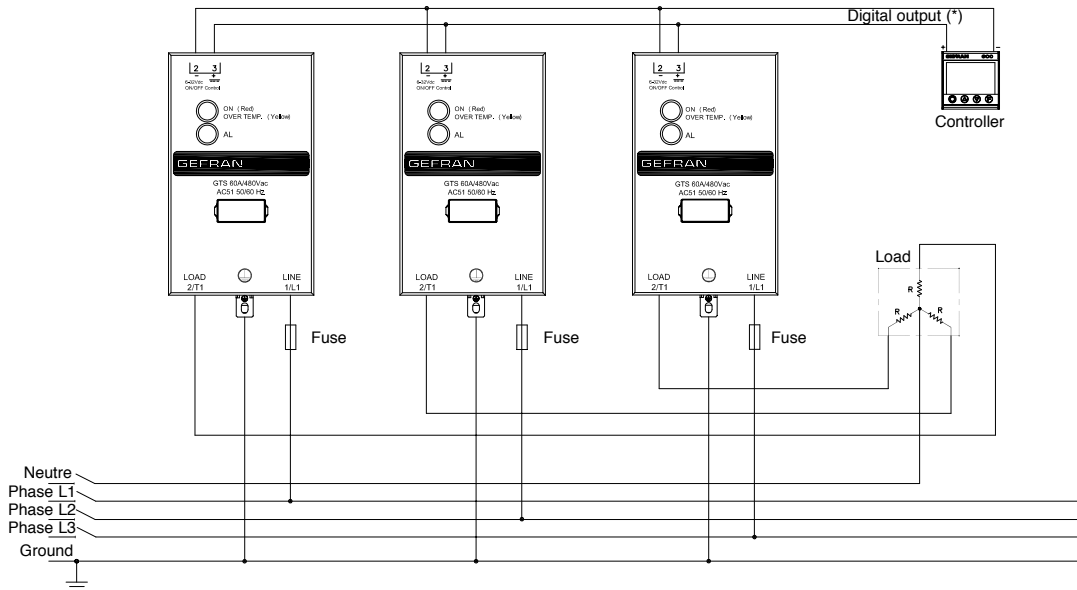 Digital output (*)
+ -
GEFRAN 600
Controller
2 3
- +
6-32Vdc
ON/OFF Control
ON (Red)
OVER TEMP. (Yellow)
AL
GEFRAN
GTS 60A/480Vac
AC51 50/60 Hz
LOAD
2/T1
LINE
1/L1
Fuse
2 3
- +
6-32Vdc
ON/OFF Control
ON (Red)
OVER TEMP. (Yellow)
AL
GEFRAN
GTS 60A/480Vac
AC51 50/60 Hz
LOAD
2/T1
LINE
1/L1
Fuse
2 3
- +
6-32Vdc
ON/OFF Control
ON (Red)
OVER TEMP. (Yellow)
AL
GEFRAN
GTS 60A/480Vac
AC51 50/60 Hz
LOAD
2/T1
LINE
1/L1
Fuse
Load
R
R R
Neutre
Phase L1
Phase L2
Phase L3
Ground